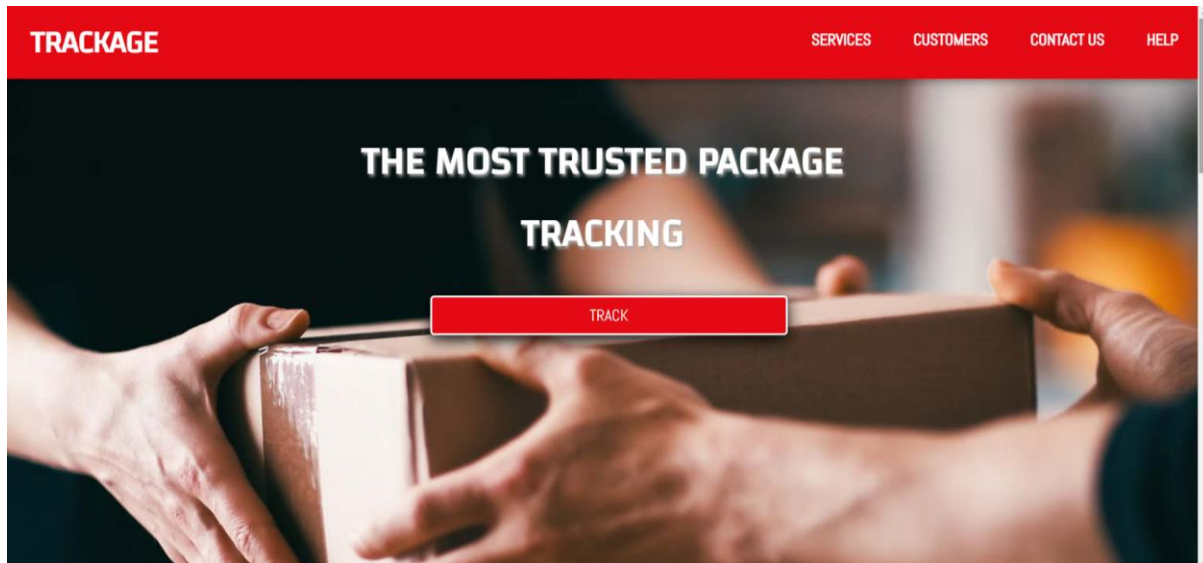 TRACKAGE
SERVICES CUSTOMERS CONTACT US HELP
THE MOST TRUSTED PACKAGE
TRACKING
TRACK